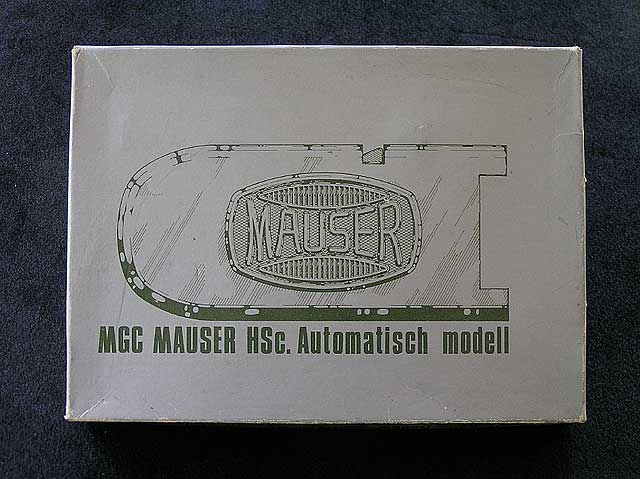 MAUSER
MGC MAUSER HSc. Automatisch modell